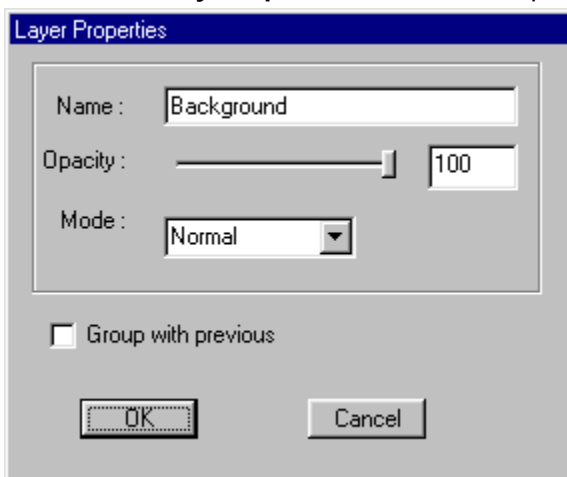 Layer Properties
Name : Background
Opacity : 100
Mode : Normal
Group with previous
OK Cancel